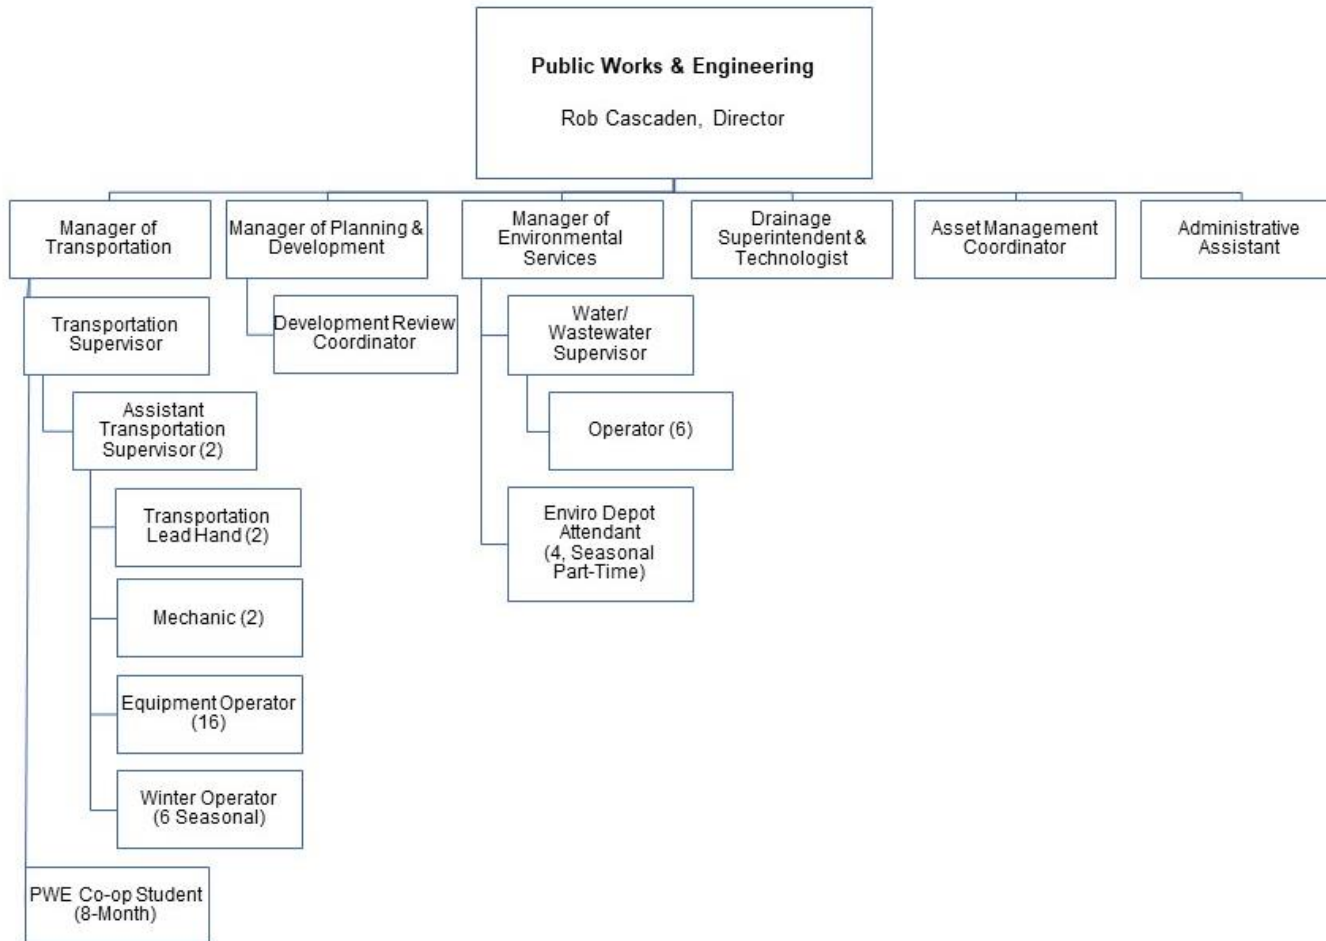 Public Works & Engineering
Rob Cascaden, Director
Manager of
Transportation
Manager of Planning &
Development
Manager of
Environmental
Services
Drainage
Superintendent &
Technologist
Asset Management
Coordinator
Administrative
Assistant
Transportation
Supervisor
Development Review
Coordinator
Water/
Wastewater
Supervisor
Assistant
Transportation
Supervisor (2)
Operator (6)
Transportation
Lead Hand (2)
Enviro Depot
Attendant
(4, Seasonal
Part-Time)
Mechanic (2)
Equipment Operator
(16)
Winter Operator
(6 Seasonal)
PWE Co-op Student
(8-Month)